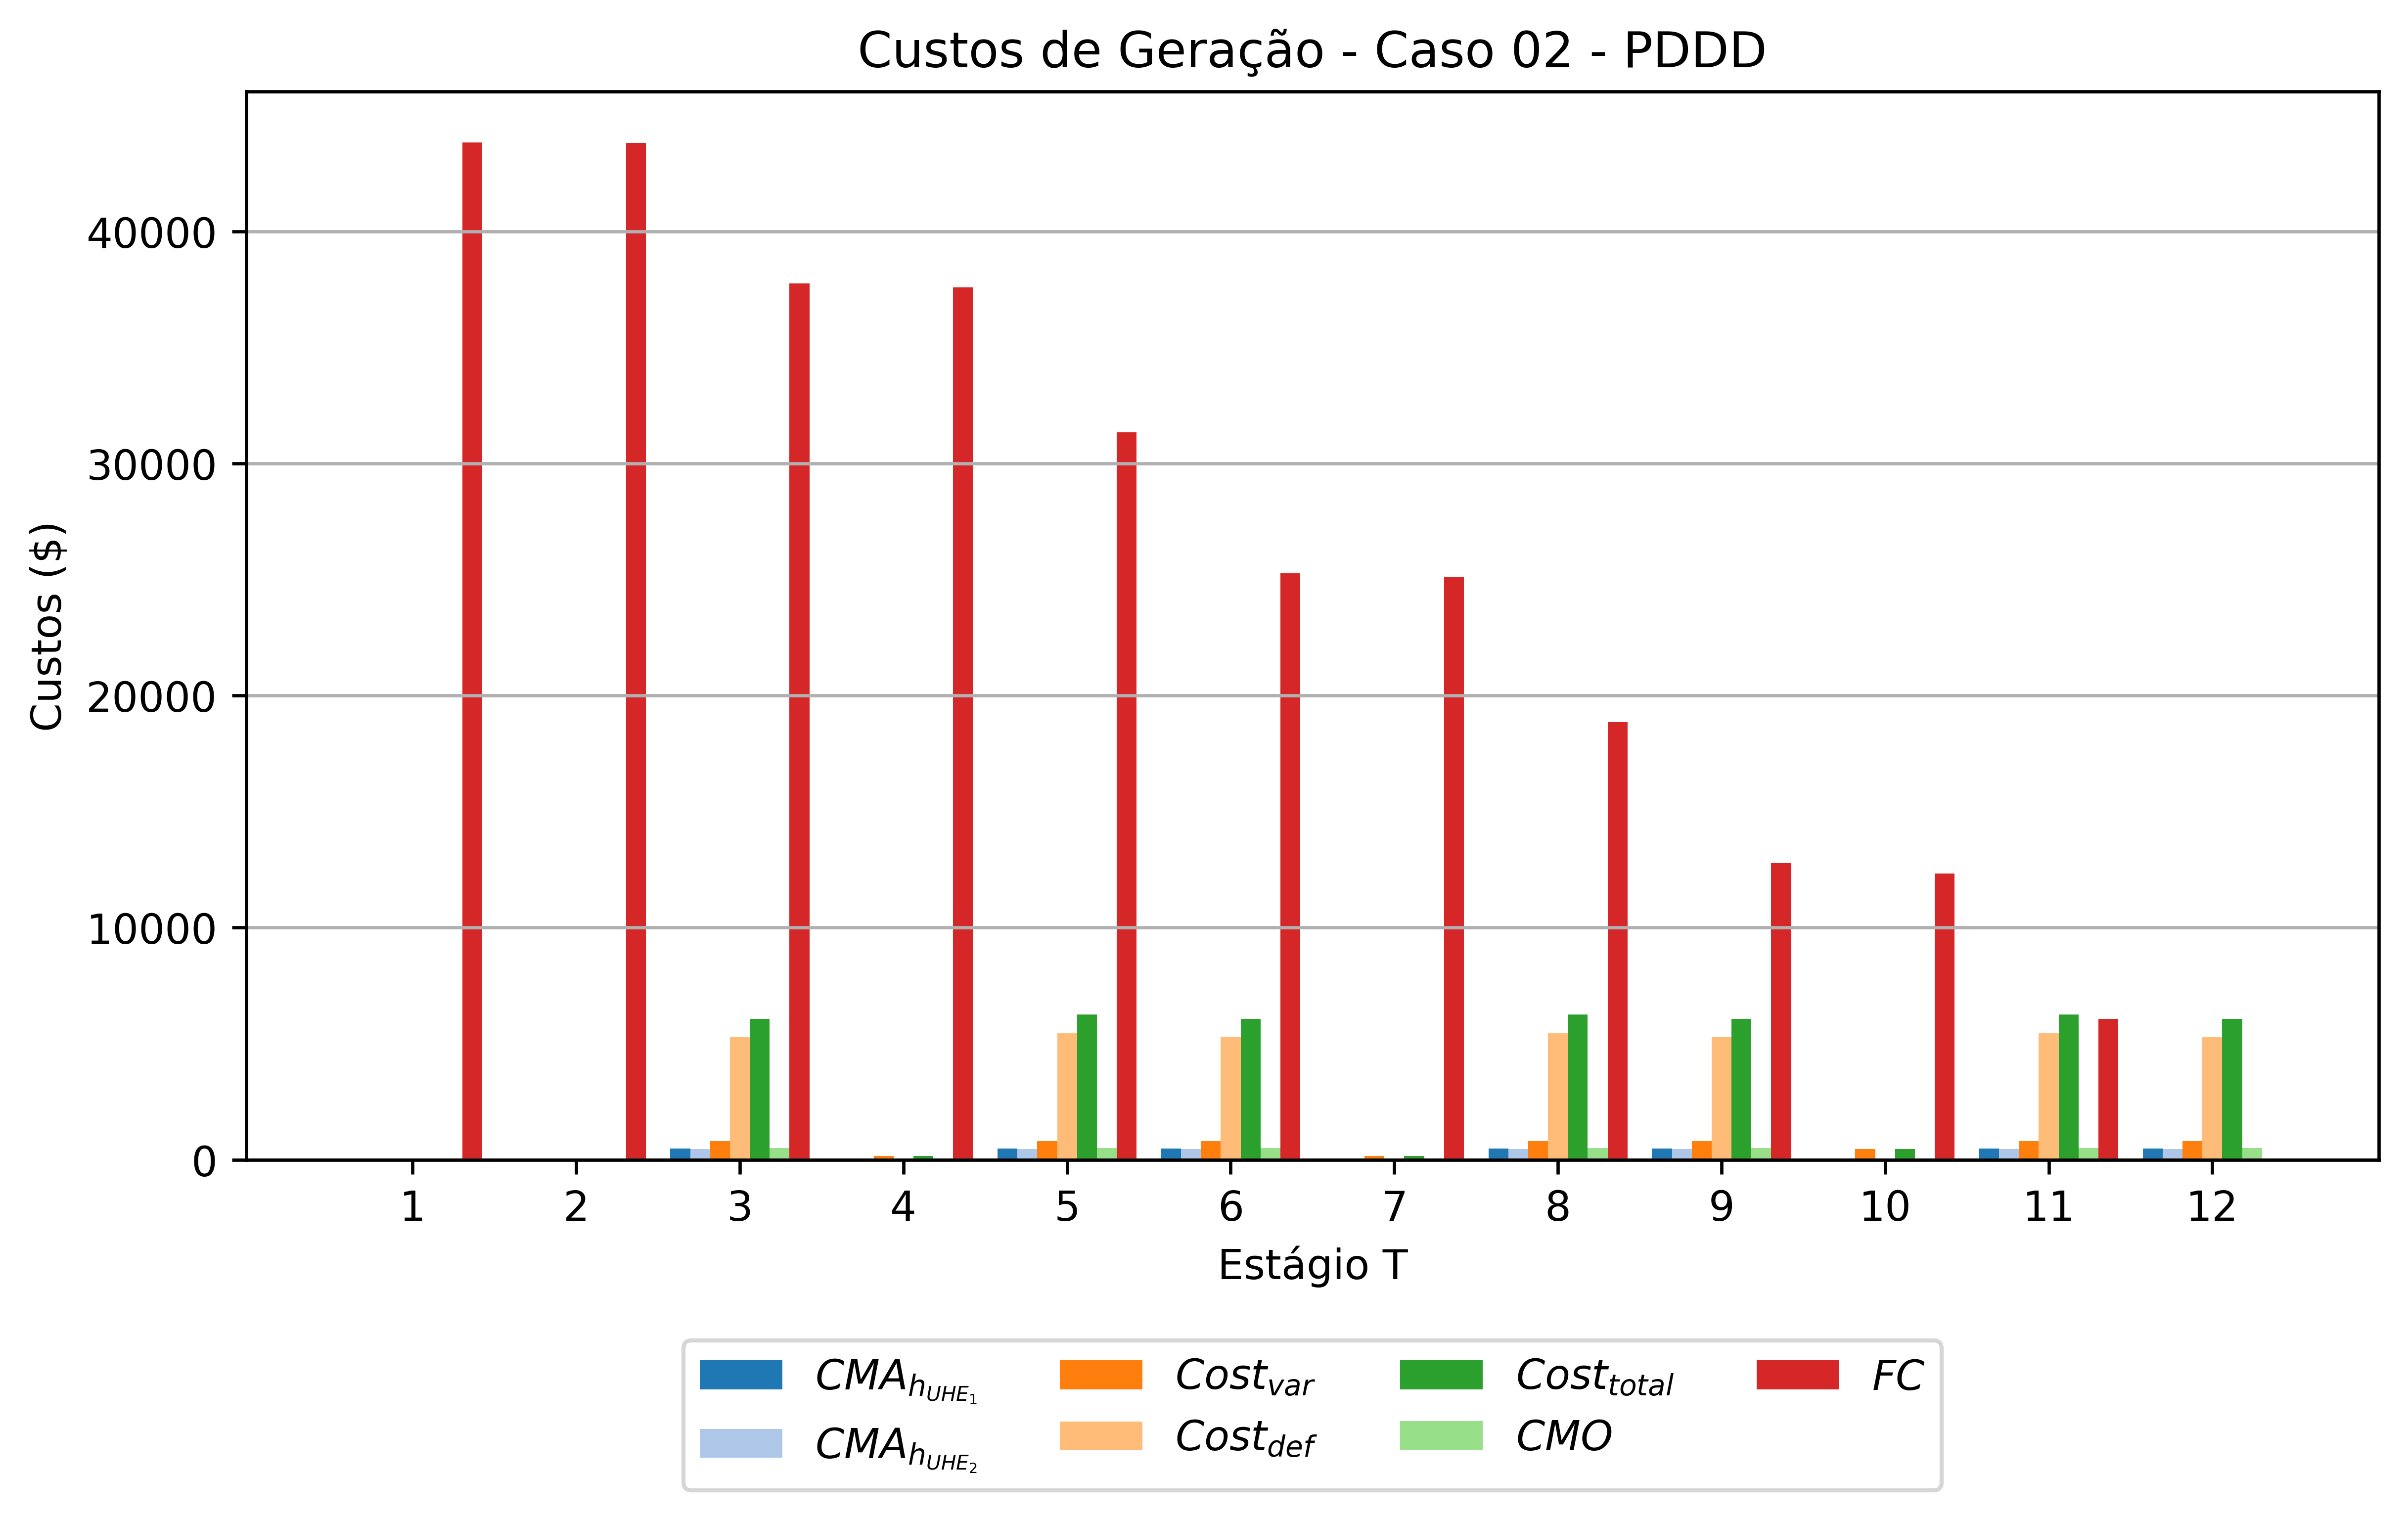 Custos de Geração - Caso 02 - PDDD
Custos ($)
40000
30000
20000
10000
0
1 2 3 4 5 6 7 8 9 10 11 12
Estágio T
CMA_{h_{UHE_1}} Cost_{var} Cost_{total} FC
CMA_{h_{UHE_2}} Cost_{def} CMO